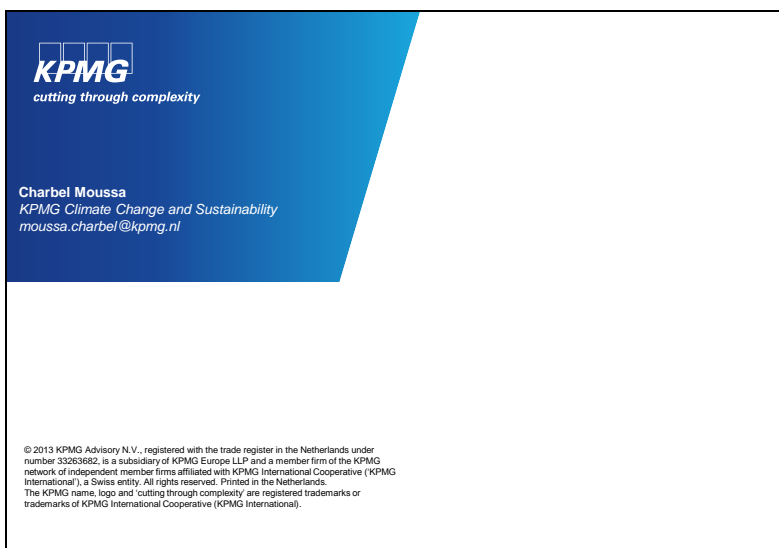 KPMG
cutting through complexity
Charbel Moussa
KPMG Climate Change and Sustainability
moussa.charbel@kpmg.nl
© 2013 KPMG Advisory N.V., registered with the trade register in the Netherlands under
number 33263682, is a subsidiary of KPMG Europe LLP and a member firm of the KPMG
network of independent member firms affiliated with KPMG International Cooperative (‘KPMG
International’), a Swiss entity. All rights reserved. Printed in the Netherlands.
The KPMG name, logo and ‘cutting through complexity’ are registered trademarks or
trademarks of KPMG International Cooperative (KPMG International).